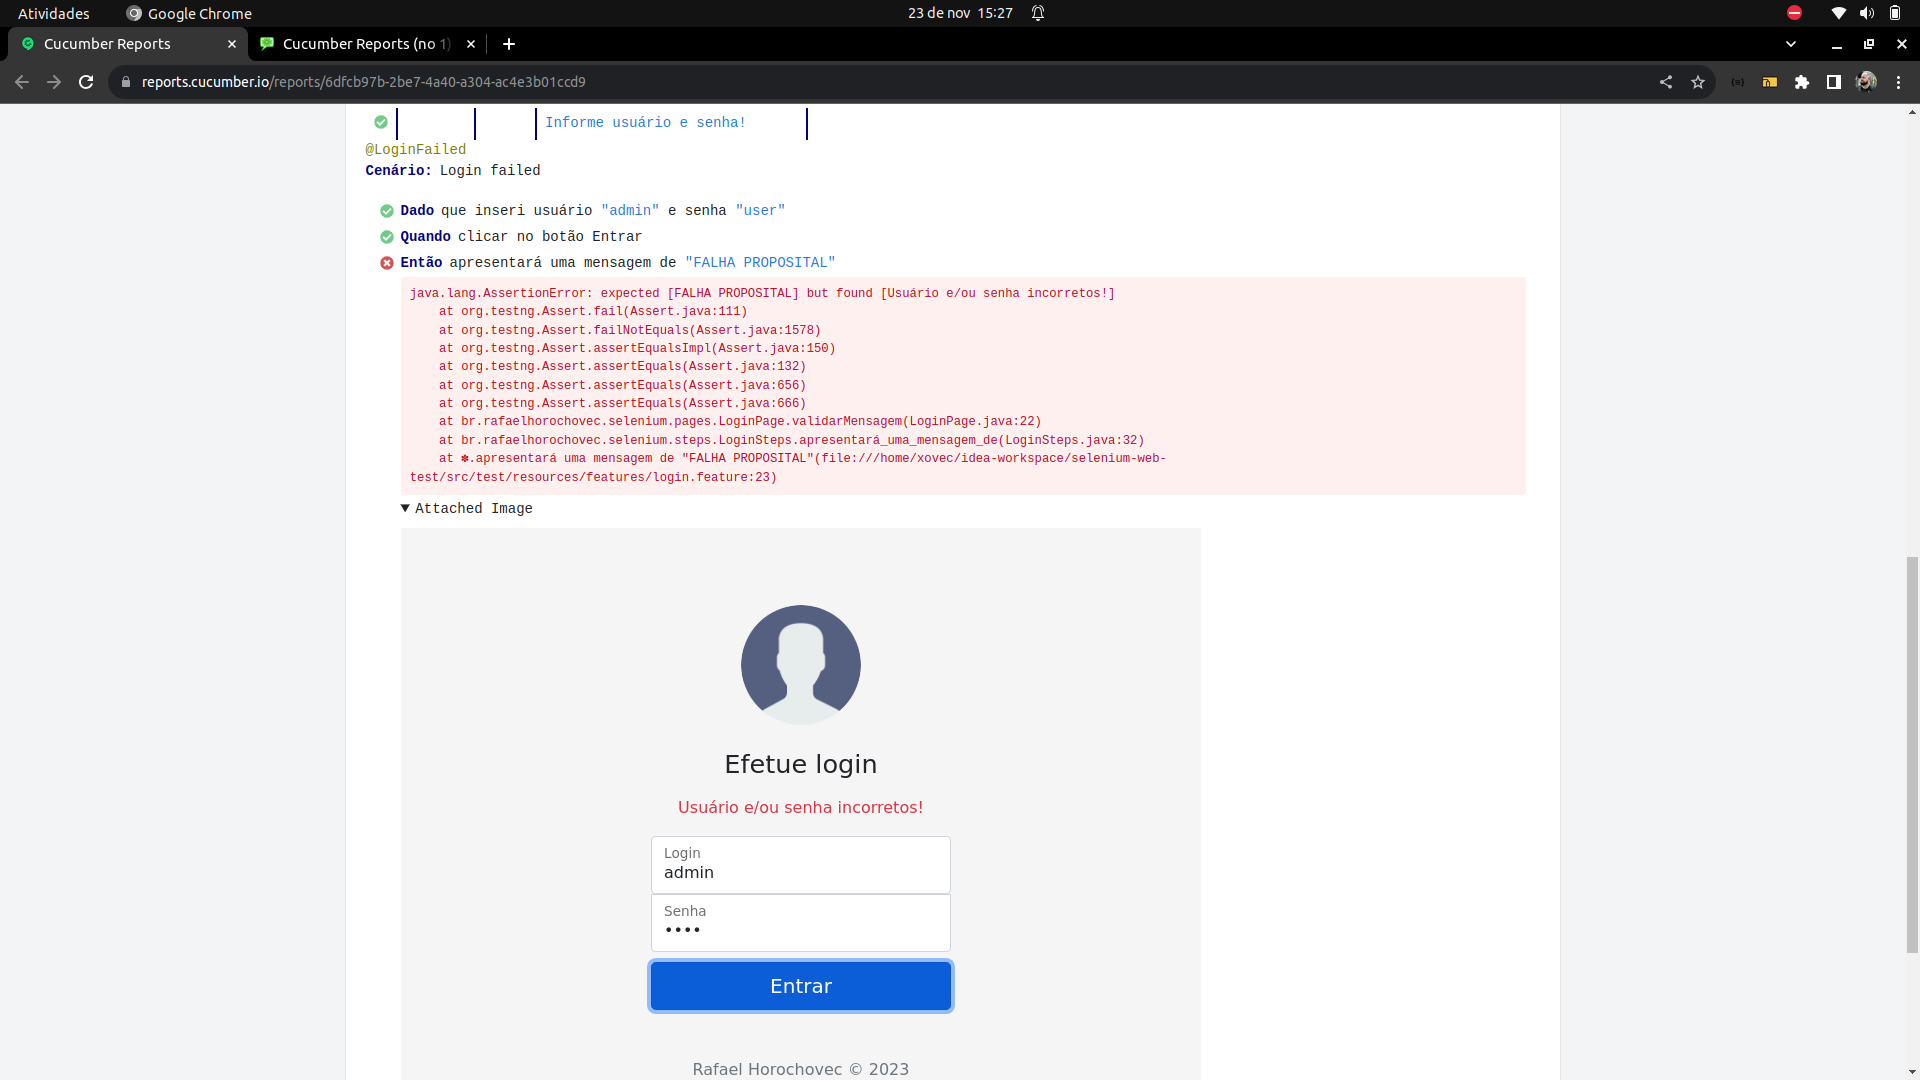 Atividades Google Chrome 23 de nov 15:27
Cucumber Reports Cucumber Reports (no 1)
reports.cucumber.io/reports/6dfcb97b-2be7-4a40-a304-ac4e3b01ccd9
Informe usuário e senha!
@LoginFailed
Cenário: Login failed
Dado que inseri usuário "admin" e senha "user"
Quando clicar no botão Entrar
Então apresentará uma mensagem de "FALHA PROPOSITAL"
java.lang.AssertionError: expected [FALHA PROPOSITAL] but found [Usuário e/ou senha incorretos!]
at org.testng.Assert.fail(Assert.java:111)
at org.testng.Assert.failNotEquals(Assert.java:1578)
at org.testng.Assert.assertEqualsImpl(Assert.java:150)
at org.testng.Assert.assertEquals(Assert.java:132)
at org.testng.Assert.assertEquals(Assert.java:656)
at org.testng.Assert.assertEquals(Assert.java:666)
at br.rafaelhorochovec.selenium.pages.LoginPage.validarMensagem(LoginPage.java:22)
at br.rafaelhorochovec.selenium.steps.LoginSteps.apresentará_uma_mensagem_de(LoginSteps.java:32)
at ✽.apresentará uma mensagem de "FALHA PROPOSITAL"(file:///home/xovec/idea-workspace/selenium-web-
test/src/test/resources/features/login.feature:23)
▼ Attached Image
Efetue login
Usuário e/ou senha incorretos!
Login
admin
Senha
••••
Entrar
Rafael Horochovec © 2023